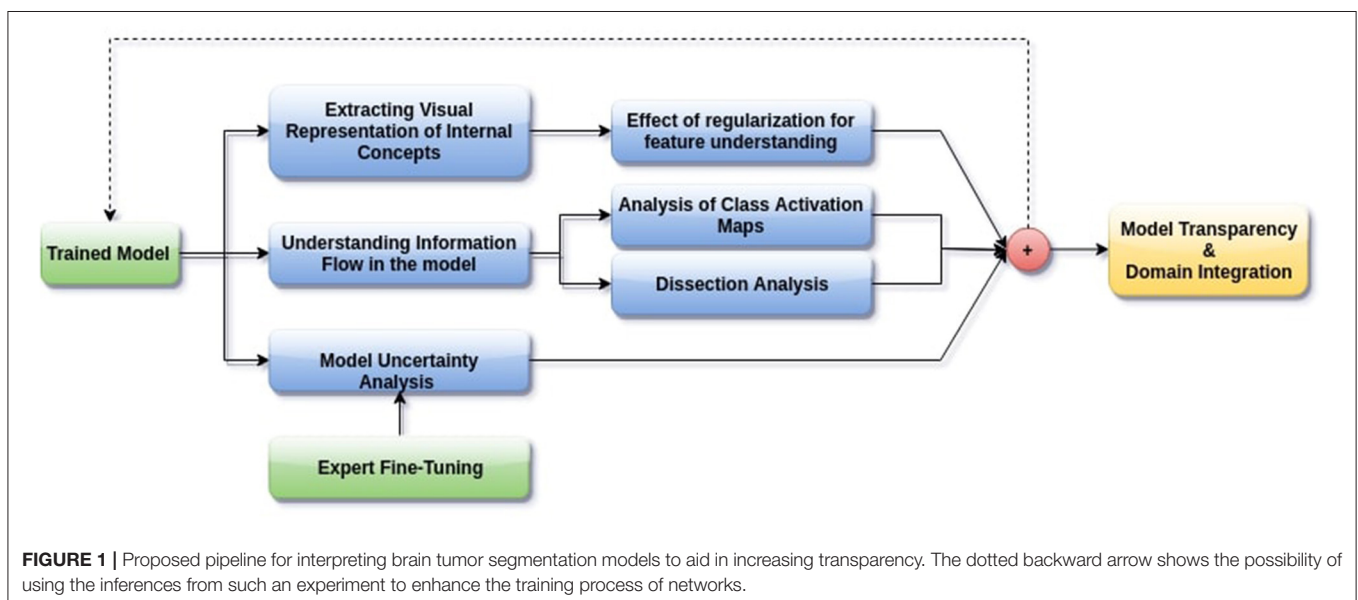 Extracting Visual
Representation of Internal
Concepts
Effect of regularization for
feature understanding
Trained Model
Understanding Information
Flow in the model
Analysis of Class Activation
Maps
Dissection Analysis
+
Model Transparency
&
Domain Integration
Model Uncertainty
Analysis
Expert Fine-Tuning
FIGURE 1 | Proposed pipeline for interpreting brain tumor segmentation models to aid in increasing transparency. The dotted backward arrow shows the possibility of
using the inferences from such an experiment to enhance the training process of networks.